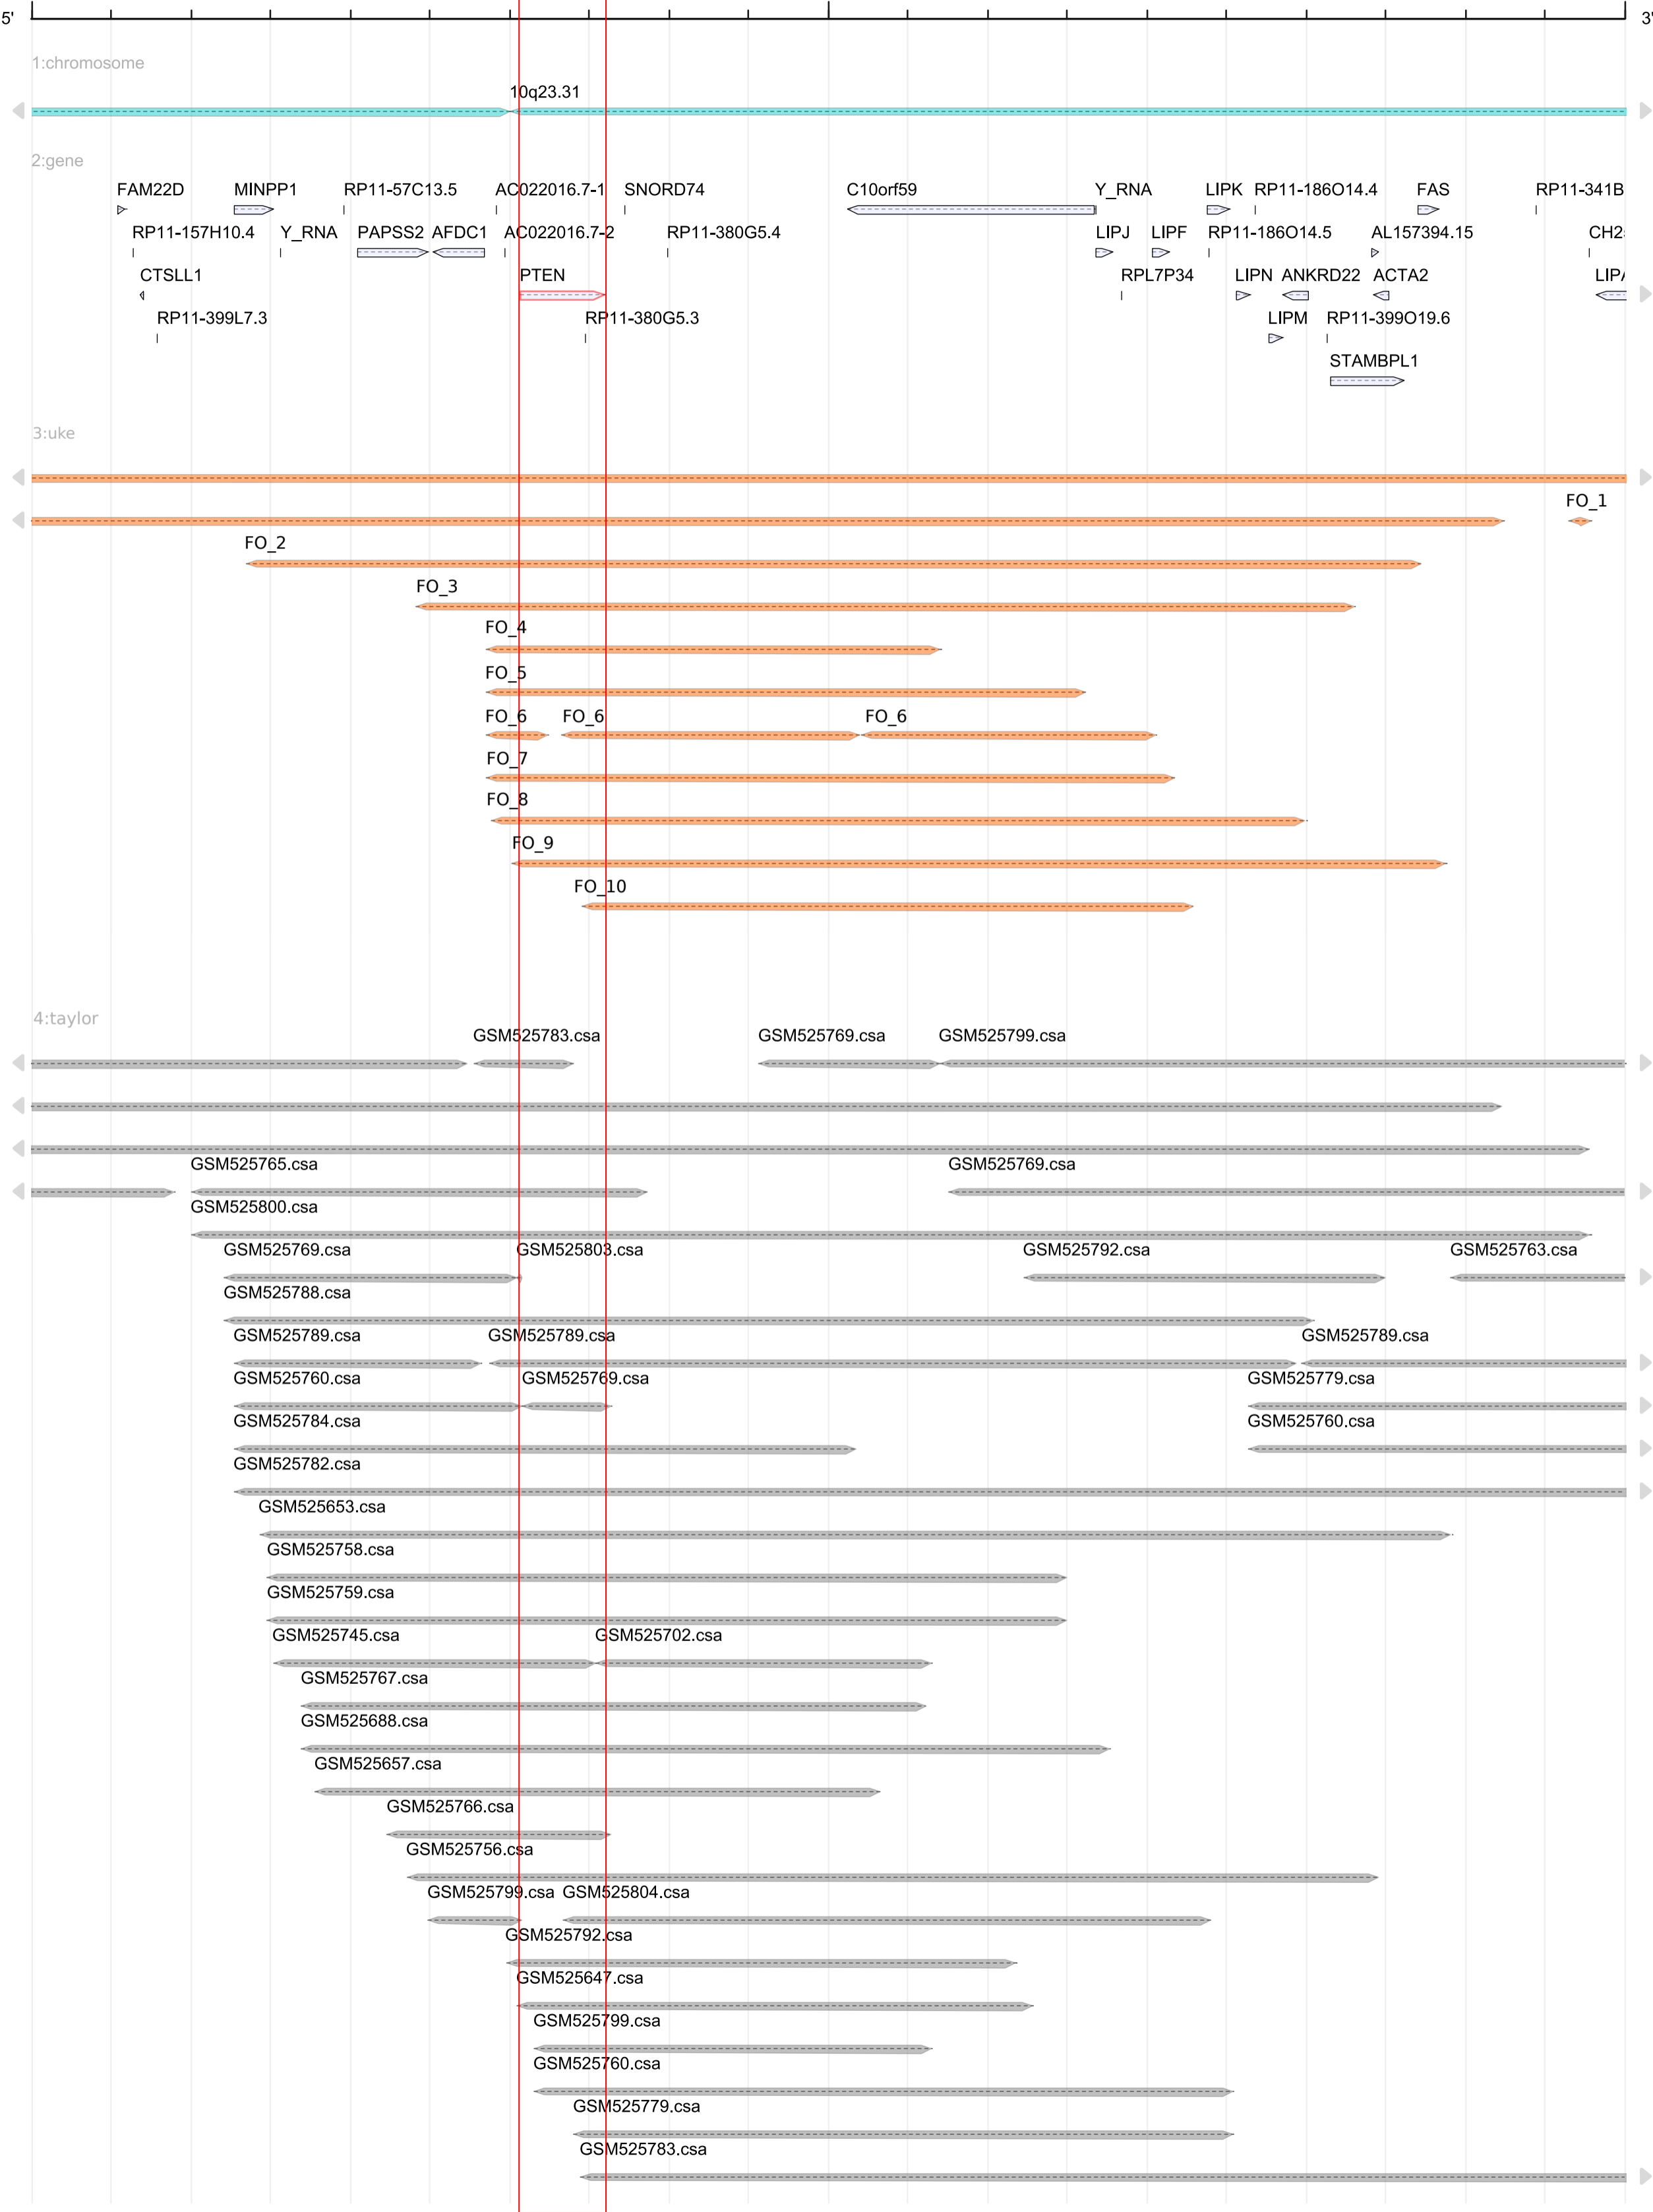 5' 3'
1:chromosome
10q23.31
2:gene
FAM22D MINPP1 RP11-57C13.5 AC022016.7-1 SNORD74 C10orf59 Y_RNA LIPK RP11-186O14.4 FAS RP11-341B
RP11-157H10.4 Y_RNA PAPSS2 AFDC1 AC022016.7-2 RP11-380G5.4 LIPJ LIPF RP11-186O14.5 AL157394.15 CH2
CTSLL1 PTEN RPL7P34 LIPN ANKRD22 ACTA2 LIPA
RP11-399L7.3 RP11-380G5.3 LIPM RP11-399O19.6
STAMBPL1
3:uke
FO_1
FO_2
FO_3
FO_4
FO_5
FO_6 FO_6 FO_6
FO_7
FO_8
FO_9
FO_10
4:taylor
GSM525783.csa GSM525769.csa GSM525799.csa
GSM525765.csa GSM525769.csa
GSM525800.csa
GSM525769.csa GSM525803.csa GSM525792.csa GSM525763.csa
GSM525788.csa
GSM525789.csa GSM525789.csa GSM525789.csa
GSM525760.csa GSM525769.csa GSM525779.csa
GSM525784.csa GSM525760.csa
GSM525782.csa
GSM525653.csa
GSM525758.csa
GSM525759.csa
GSM525745.csa GSM525702.csa
GSM525767.csa
GSM525688.csa
GSM525657.csa
GSM525766.csa
GSM525756.csa
GSM525799.csa GSM525804.csa
GSM525792.csa
GSM525647.csa
GSM525799.csa
GSM525760.csa
GSM525779.csa
GSM525783.csa